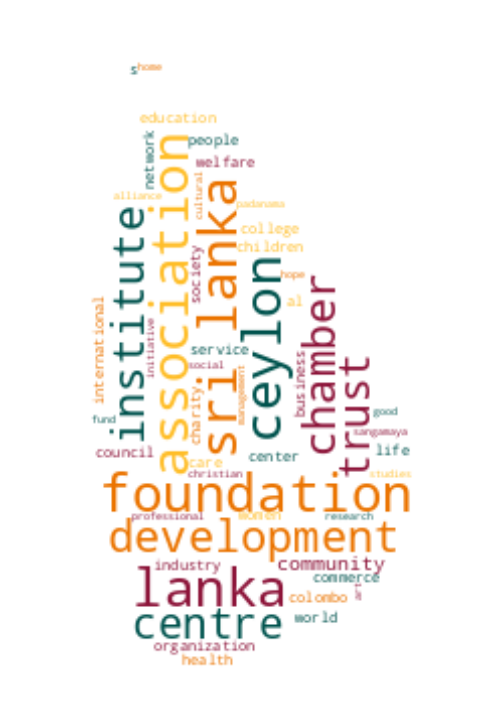 s
home
education
network
people
association
welfare
cultural
alliance
padanama
sri lanka
institute
college
children
society
ceylon
hope
chamber
international
initiative
al
service
social
business
management
trust
charity
fund
good
sangamaya
council
center
life
care
christian
studies
foundation
professional
women
research
development
industry
community
commerce
lanka
colombo
art
centre
world
organization
health